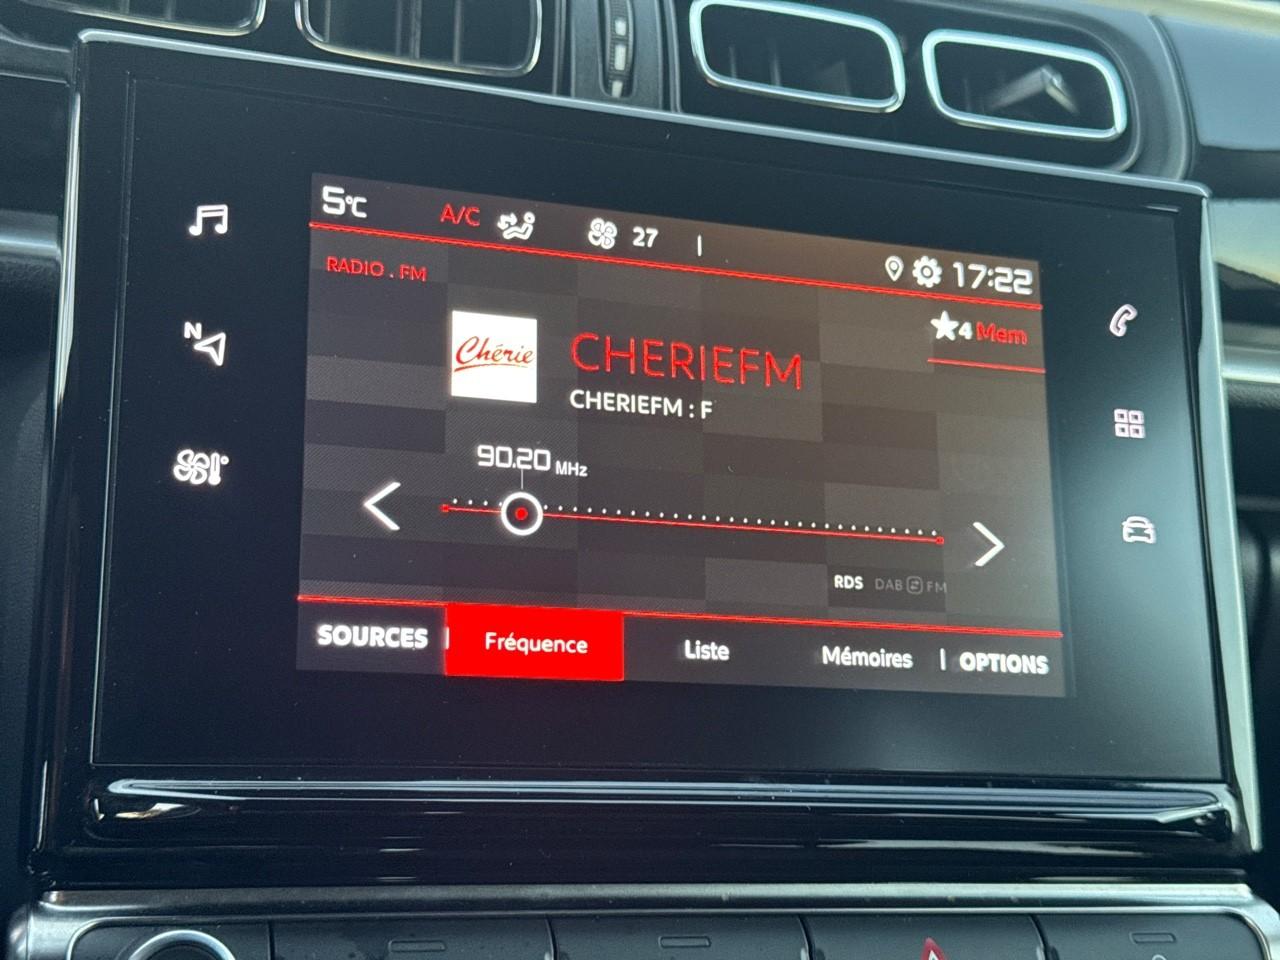 5°C A/C 27 | 17:22
RADIO . FM
4 Mem
Chérie
CHERIEFM
CHERIEFM : F
90.20 MHz
N
RDS DAB FM
SOURCES | Fréquence Liste Mémoires | OPTIONS